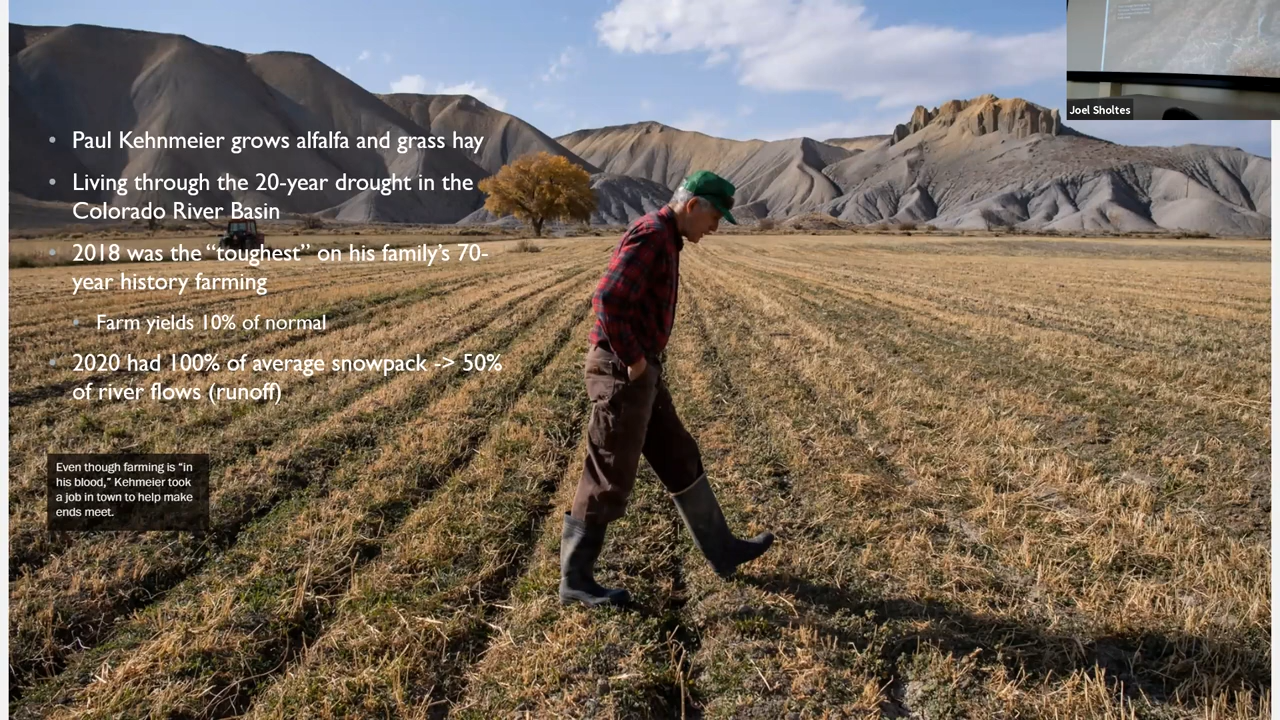 Joel Sholtes
• Paul Kehnmeier grows alfalfa and grass hay
• Living through the 20-year drought in the
Colorado River Basin
• 2018 was the “toughest” on his family’s 70-
year history farming
• Farm yields 10% of normal
• 2020 had 100% of average snowpack -> 50%
of river flows (runoff)
Even though farming is "in
his blood," Kehmeier took
a job in town to help make
ends meet.